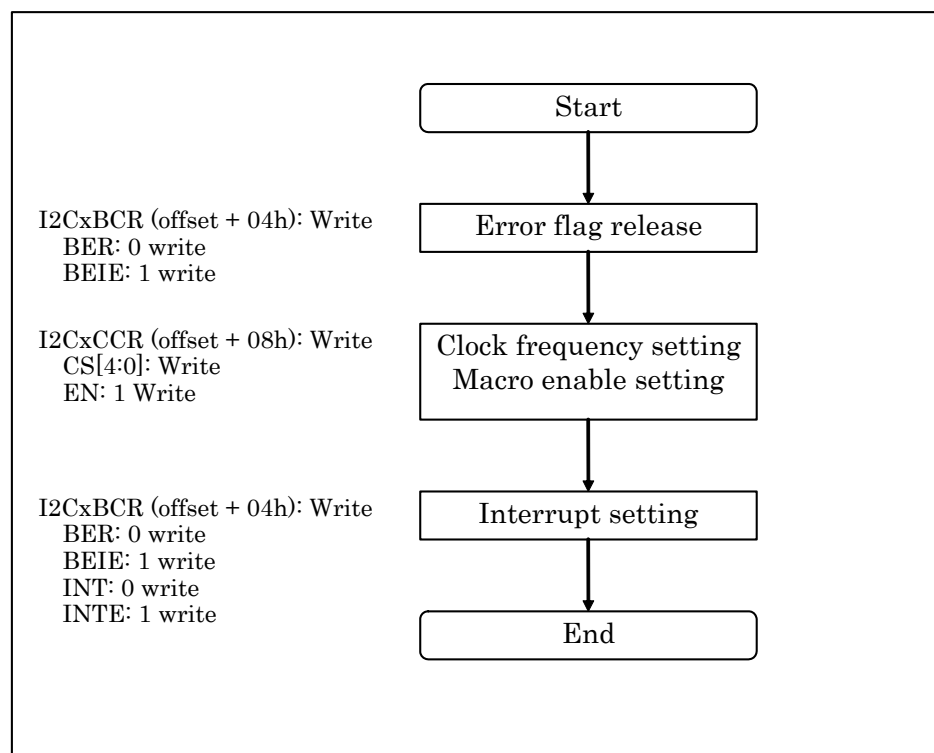 Start
I2CxBCR (offset + 04h): Write
BER: 0 write
BEIE: 1 write
Error flag release
I2CxCCR (offset + 08h): Write
CS[4:0]: Write
EN: 1 Write
Clock frequency setting
Macro enable setting
I2CxBCR (offset + 04h): Write
BER: 0 write
BEIE: 1 write
INT: 0 write
INTE: 1 write
Interrupt setting
End